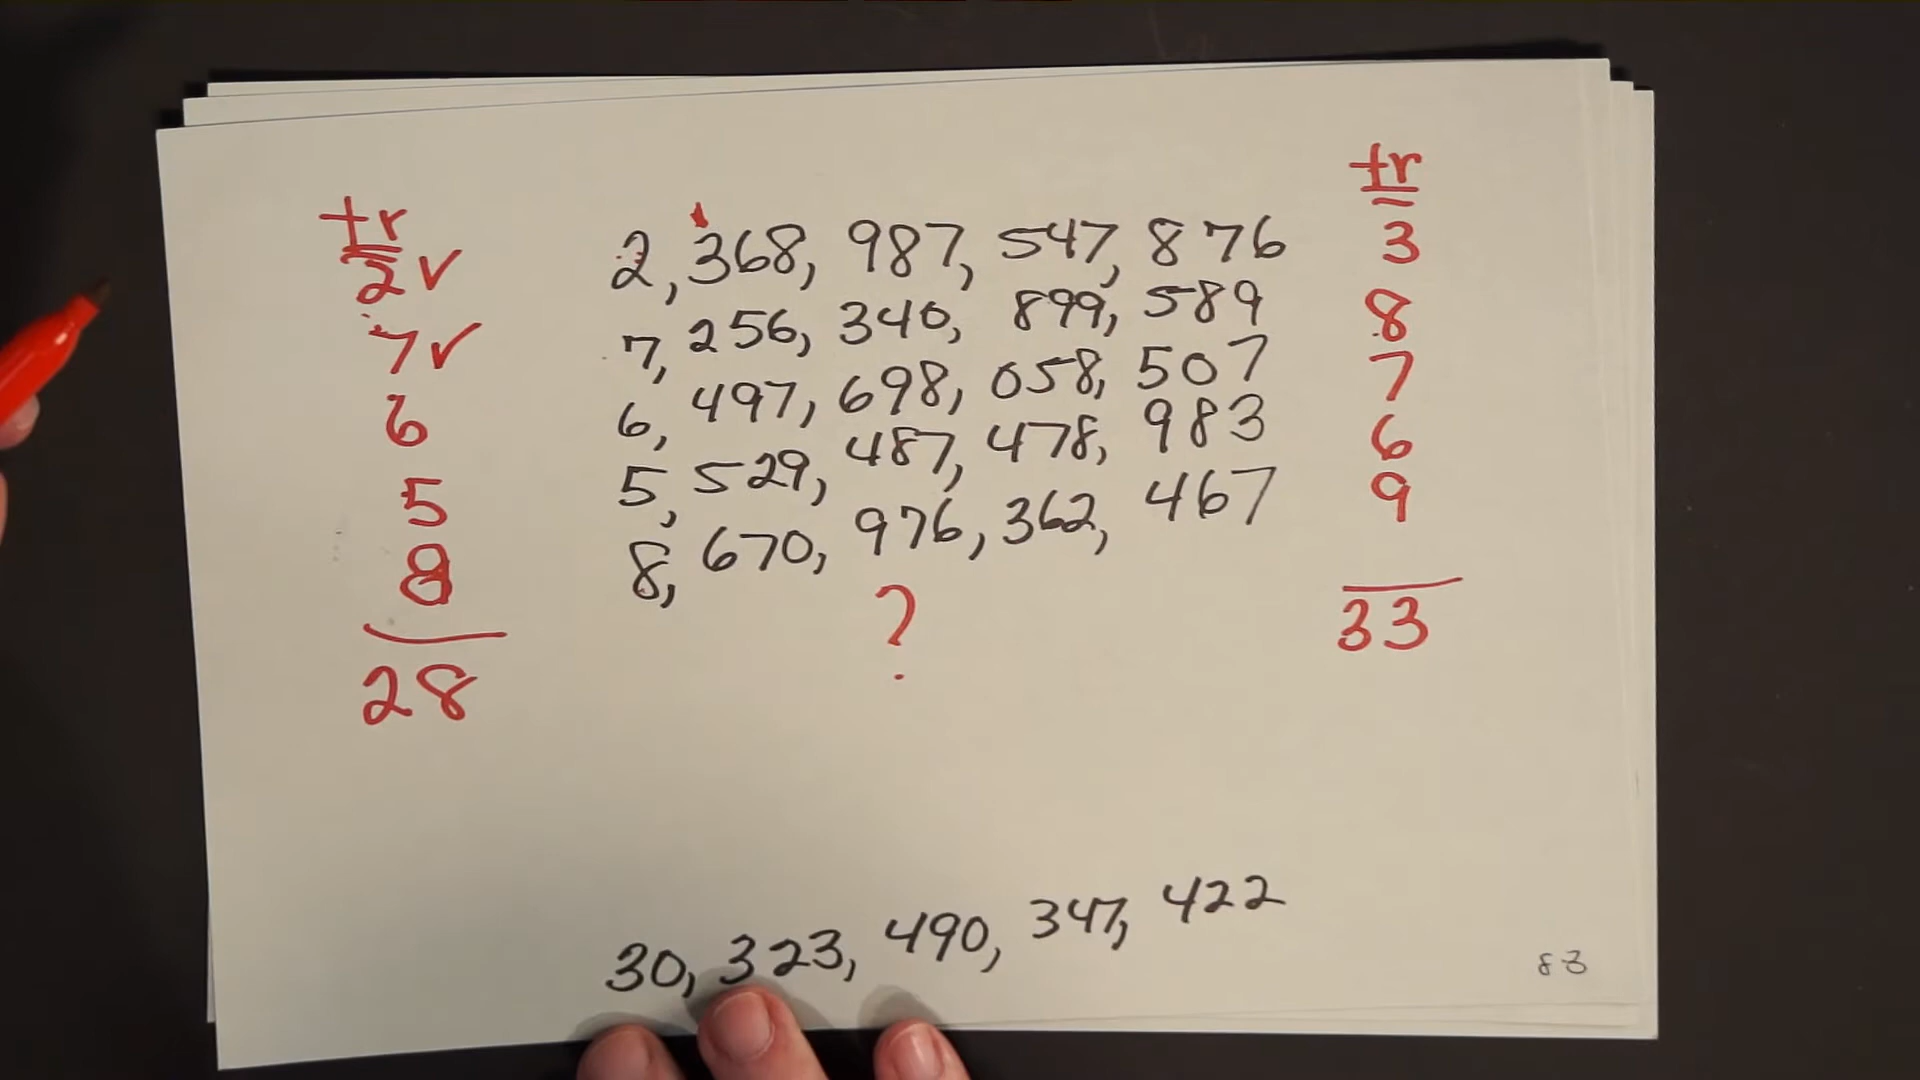 tr
tr
2✓ 2,368,987,547,876 3
7✓ 7,256,340,899,589 8
6 6,497,698,058,507 7
5 5,529,487,478,983 6
8 8,670,976,362,467 9
28 ? 33
30,323,490,347,422
83